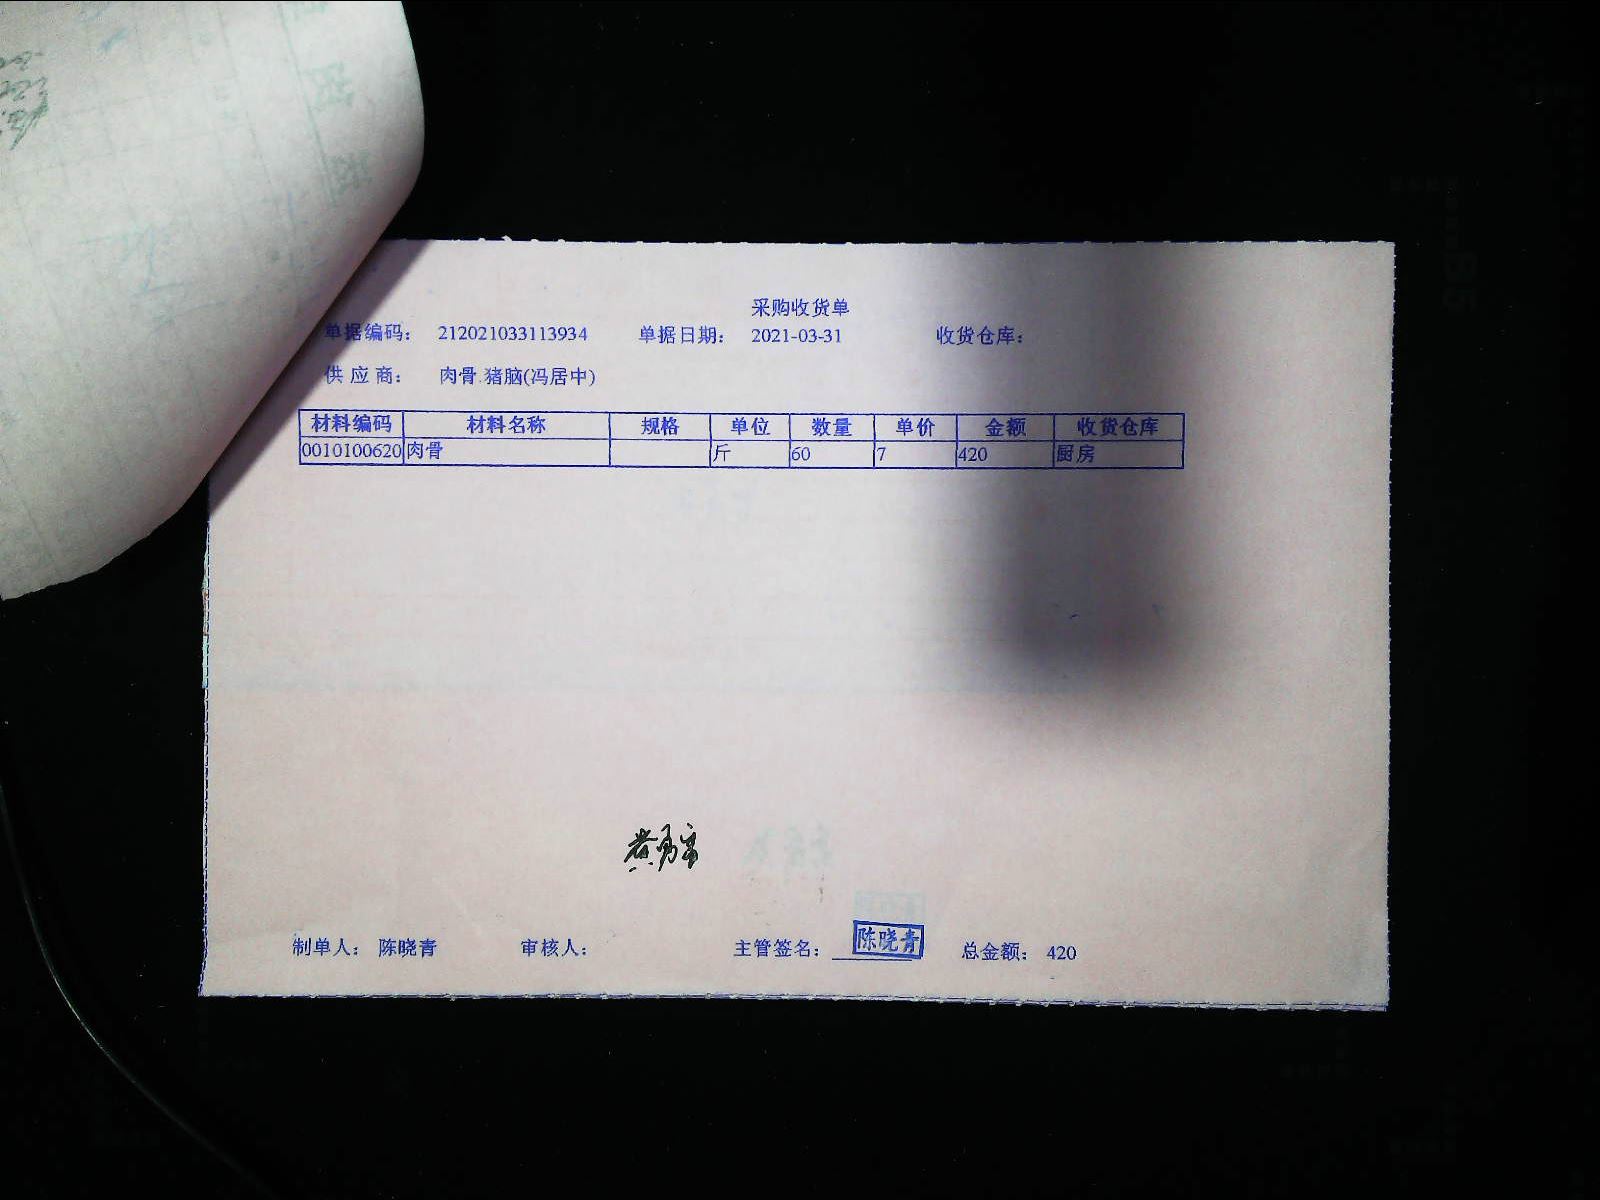 采购收货单
单据编码： 212021033113934 单据日期： 2021-03-31 收货仓库：
供应商： 肉骨.猪脑(冯居中)
材料编码 材料名称 规格 单位 数量 单价 金额 收货仓库
0010100620 肉骨 斤 60 7 420 厨房
制单人： 陈晓青 审核人： 主管签名： 陈晓青 总金额： 420